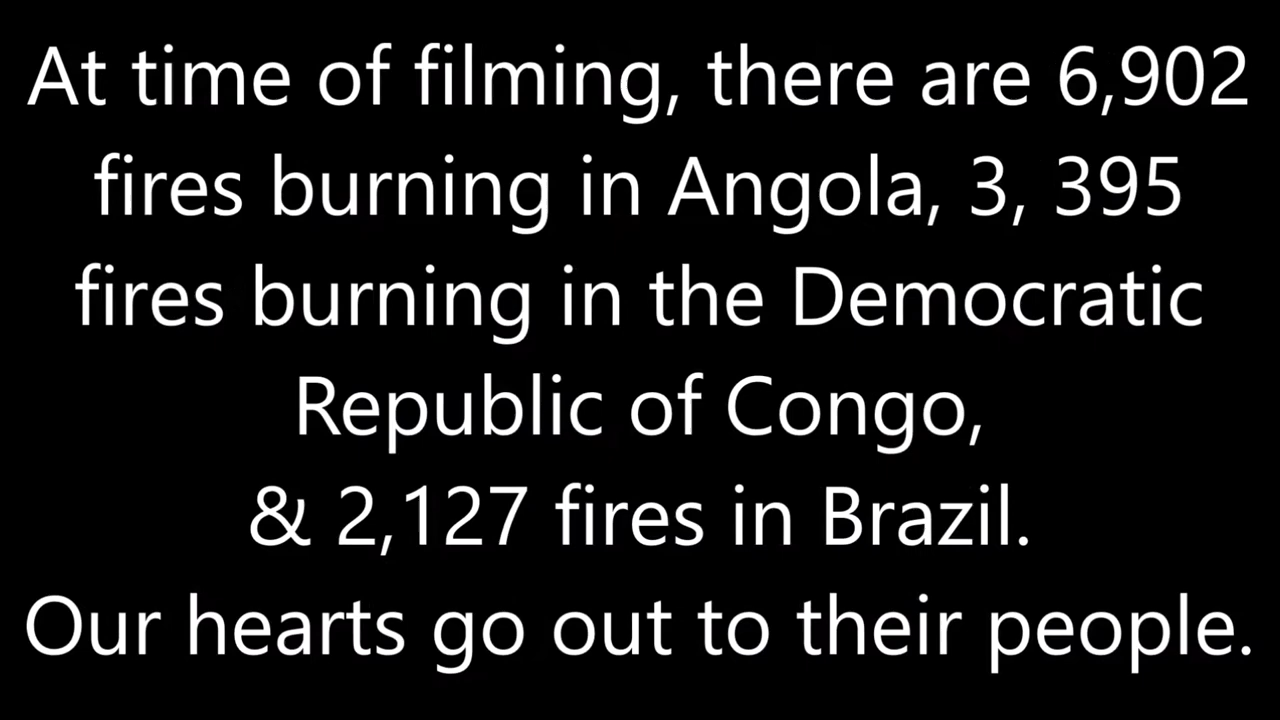 At time of filming, there are 6,902
fires burning in Angola, 3, 395
fires burning in the Democratic
Republic of Congo,
& 2,127 fires in Brazil.
Our hearts go out to their people.